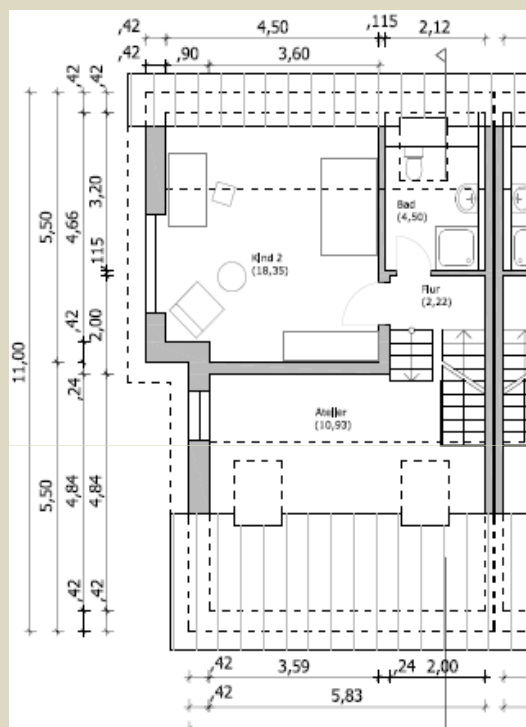 ,42 4,50 ,115 2,12
,42 ,90 3,60
,42 ,42
5,50 4,66 3,20
,115
Bad
(4,50)
Kind 2
(18,35)
Flur
(2,22)
,42 2,00
11,00
,24
Atelier
(10,93)
5,50 4,84 4,84
,42 ,42
,42 3,59 ,24 2,00
,42 5,83